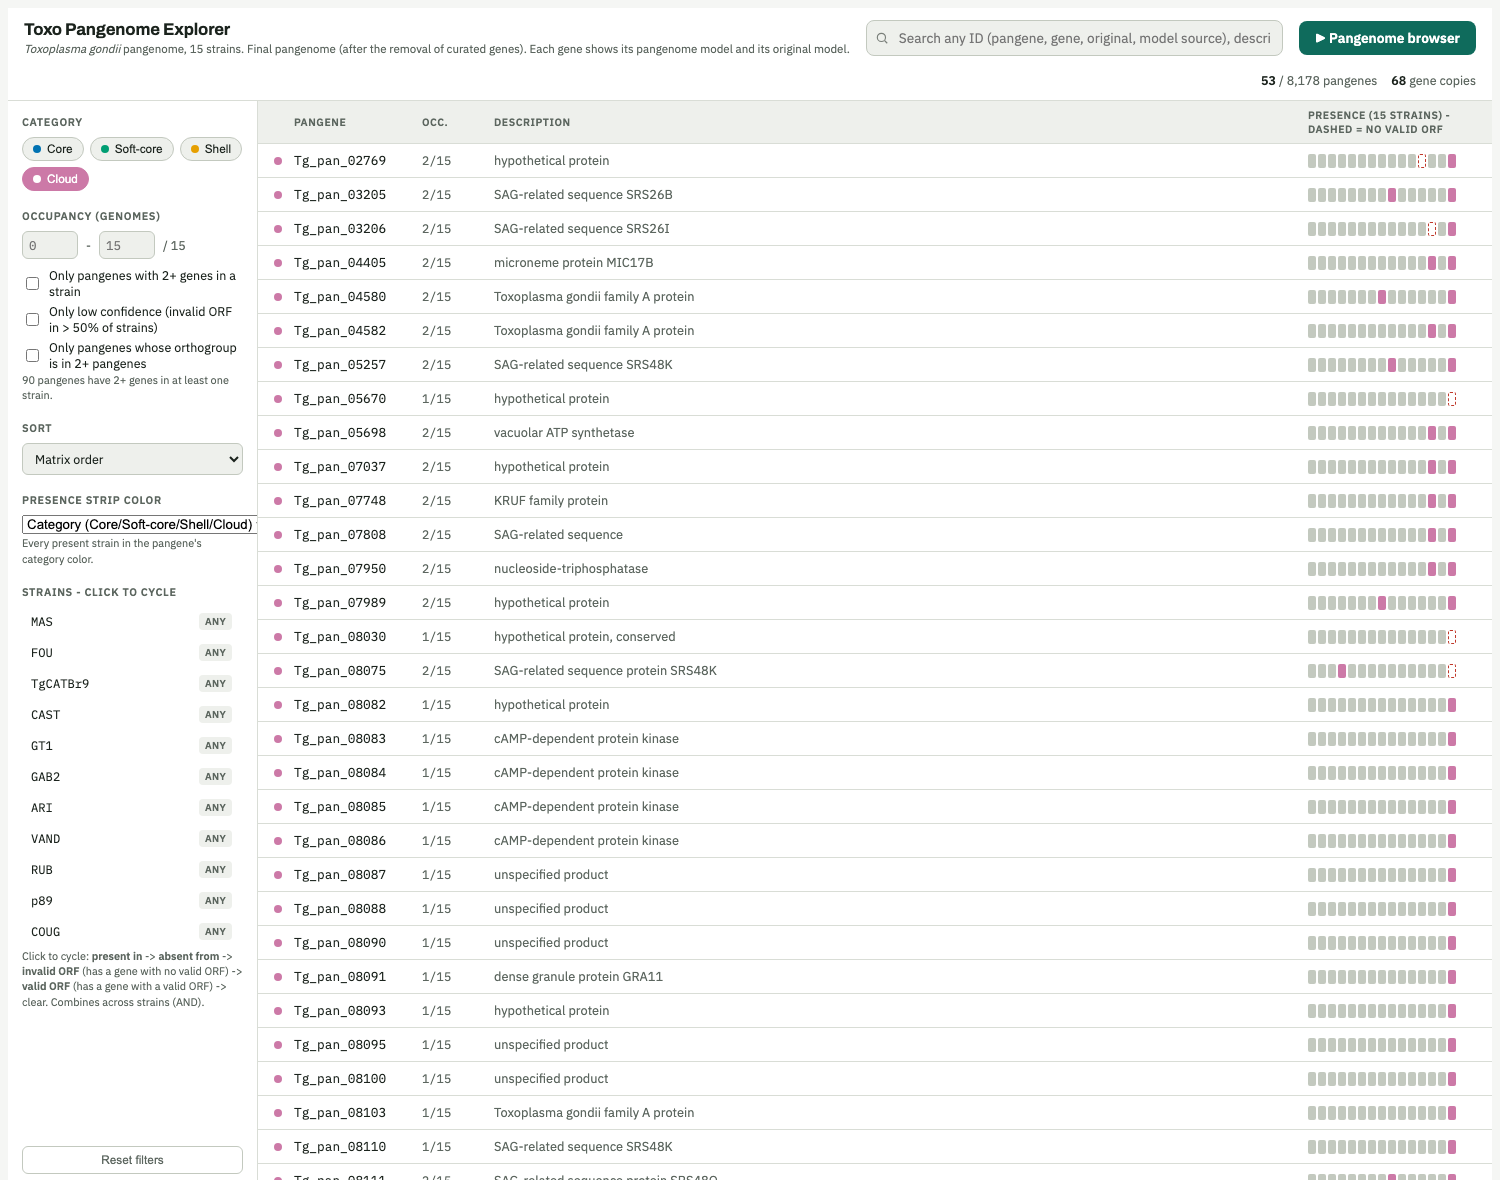 Toxo Pangenome Explorer
Toxoplasma gondii pangenome, 15 strains. Final pangenome (after the removal of curated genes). Each gene shows its pangenome model and its original model.
Search any ID (pangene, gene, original, model source), descri
▶ Pangenome browser
53 / 8,178 pangenes 68 gene copies
CATEGORY
Core Soft-core Shell
Cloud
OCCUPANCY (GENOMES)
0 - 15 / 15
Only pangenes with 2+ genes in a
strain
Only low confidence (invalid ORF
in > 50% of strains)
Only pangenes whose orthogroup
is in 2+ pangenes
90 pangenes have 2+ genes in at least one
strain.
SORT
Matrix order
PRESENCE STRIP COLOR
Category (Core/Soft-core/Shell/Cloud)
Every present strain in the pangene's
category color.
STRAINS - CLICK TO CYCLE
MAS ANY
FOU ANY
TgCATBr9 ANY
CAST ANY
GT1 ANY
GAB2 ANY
ARI ANY
VAND ANY
RUB ANY
p89 ANY
COUG ANY
Click to cycle: present in -> absent from ->
invalid ORF (has a gene with no valid ORF) ->
valid ORF (has a gene with a valid ORF) ->
clear. Combines across strains (AND).
Reset filters
PANGENE OCC. DESCRIPTION PRESENCE (15 STRAINS) -
DASHED = NO VALID ORF
Tg_pan_02769 2/15 hypothetical protein
Tg_pan_03205 2/15 SAG-related sequence SRS26B
Tg_pan_03206 2/15 SAG-related sequence SRS26I
Tg_pan_04405 2/15 microneme protein MIC17B
Tg_pan_04580 2/15 Toxoplasma gondii family A protein
Tg_pan_04582 2/15 Toxoplasma gondii family A protein
Tg_pan_05257 2/15 SAG-related sequence SRS48K
Tg_pan_05670 1/15 hypothetical protein
Tg_pan_05698 2/15 vacuolar ATP synthetase
Tg_pan_07037 2/15 hypothetical protein
Tg_pan_07748 2/15 KRUF family protein
Tg_pan_07808 2/15 SAG-related sequence
Tg_pan_07950 2/15 nucleoside-triphosphatase
Tg_pan_07989 2/15 hypothetical protein
Tg_pan_08030 1/15 hypothetical protein, conserved
Tg_pan_08075 2/15 SAG-related sequence protein SRS48K
Tg_pan_08082 1/15 hypothetical protein
Tg_pan_08083 1/15 cAMP-dependent protein kinase
Tg_pan_08084 1/15 cAMP-dependent protein kinase
Tg_pan_08085 1/15 cAMP-dependent protein kinase
Tg_pan_08086 1/15 cAMP-dependent protein kinase
Tg_pan_08087 1/15 unspecified product
Tg_pan_08088 1/15 unspecified product
Tg_pan_08090 1/15 unspecified product
Tg_pan_08091 1/15 dense granule protein GRA11
Tg_pan_08093 1/15 hypothetical protein
Tg_pan_08095 1/15 unspecified product
Tg_pan_08100 1/15 unspecified product
Tg_pan_08103 1/15 Toxoplasma gondii family A protein
Tg_pan_08110 1/15 SAG-related sequence SRS48K
Tg_pan_08111 2/15 SAG-related sequence protein